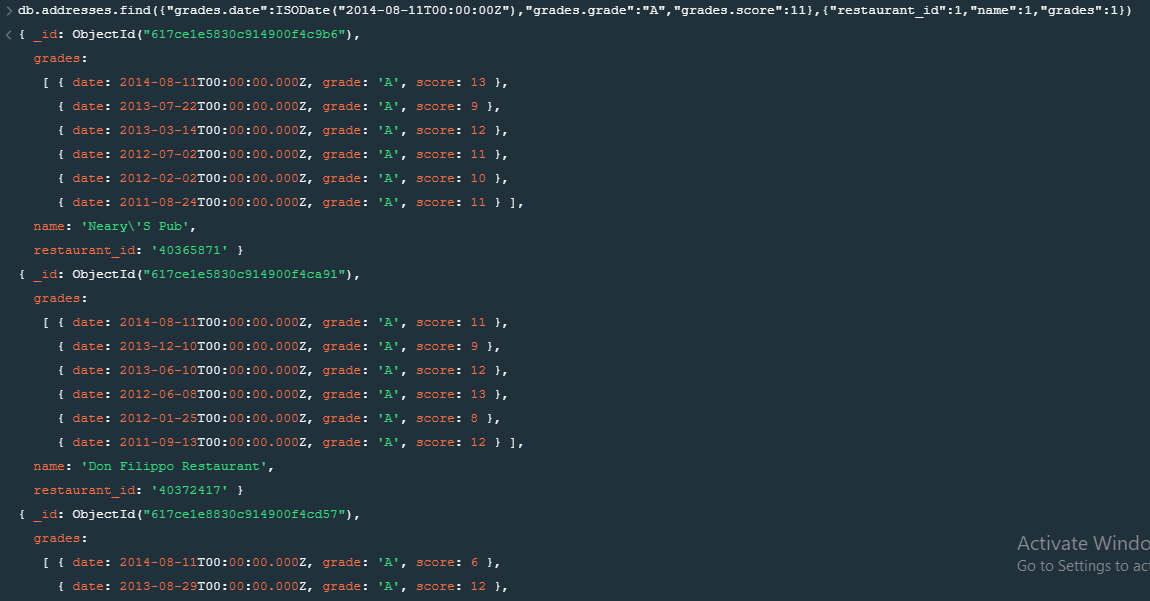 > db.addresses.find({"grades.date":ISODate("2014-08-11T00:00:00Z"),"grades.grade":"A","grades.score":11},{"restaurant_id":1,"name":1,"grades":1})
< { _id: ObjectId("617ce1e5830c914900f4c9b6"),
grades:
[ { date: 2014-08-11T00:00:00.000Z, grade: 'A', score: 13 },
{ date: 2013-07-22T00:00:00.000Z, grade: 'A', score: 9 },
{ date: 2013-03-14T00:00:00.000Z, grade: 'A', score: 12 },
{ date: 2012-07-02T00:00:00.000Z, grade: 'A', score: 11 },
{ date: 2012-02-02T00:00:00.000Z, grade: 'A', score: 10 },
{ date: 2011-08-24T00:00:00.000Z, grade: 'A', score: 11 } ],
name: 'Neary\'S Pub',
restaurant_id: '40365871' }
{ _id: ObjectId("617ce1e5830c914900f4ca91"),
grades:
[ { date: 2014-08-11T00:00:00.000Z, grade: 'A', score: 11 },
{ date: 2013-12-10T00:00:00.000Z, grade: 'A', score: 9 },
{ date: 2013-06-10T00:00:00.000Z, grade: 'A', score: 12 },
{ date: 2012-06-08T00:00:00.000Z, grade: 'A', score: 13 },
{ date: 2012-01-25T00:00:00.000Z, grade: 'A', score: 8 },
{ date: 2011-09-13T00:00:00.000Z, grade: 'A', score: 12 } ],
name: 'Don Filippo Restaurant',
restaurant_id: '40372417' }
{ _id: ObjectId("617ce1e8830c914900f4cd57"),
grades:
[ { date: 2014-08-11T00:00:00.000Z, grade: 'A', score: 6 },
{ date: 2013-08-29T00:00:00.000Z, grade: 'A', score: 12 },
Activate Windo
Go to Settings to act